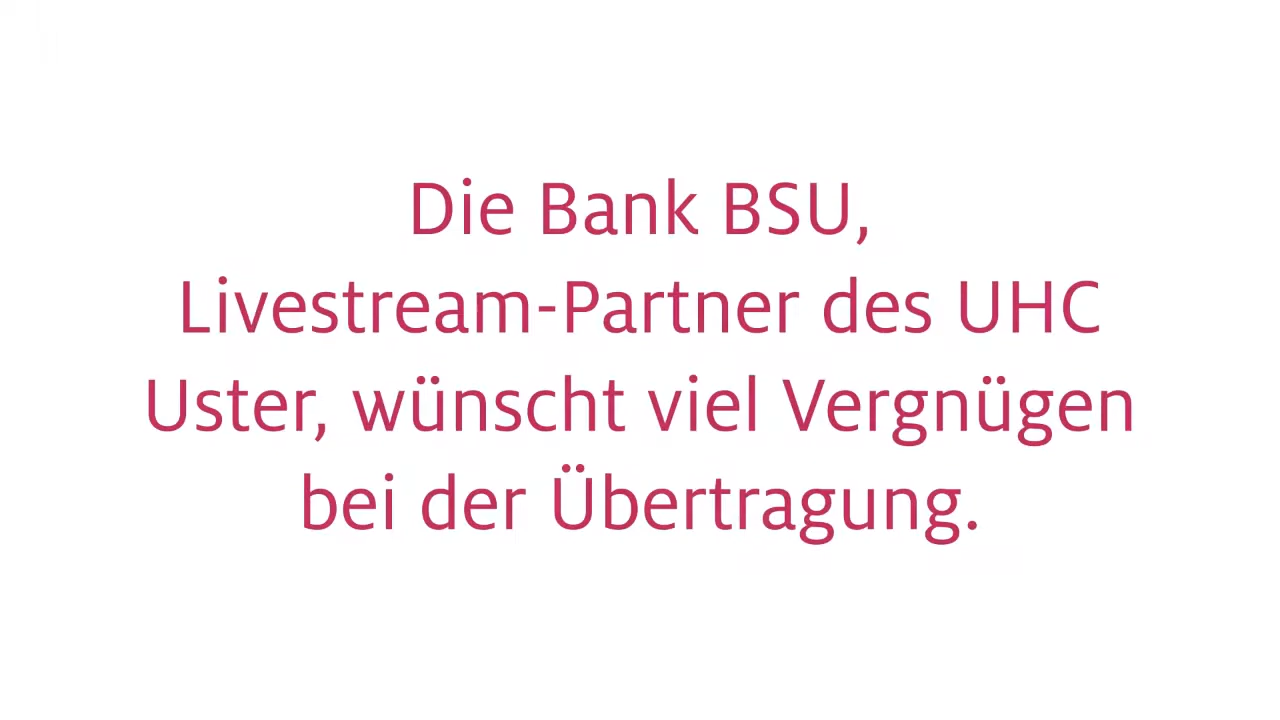 Die Bank BSU,
Livestream-Partner des UHC
Uster, wünscht viel Vergnügen
bei der Übertragung.